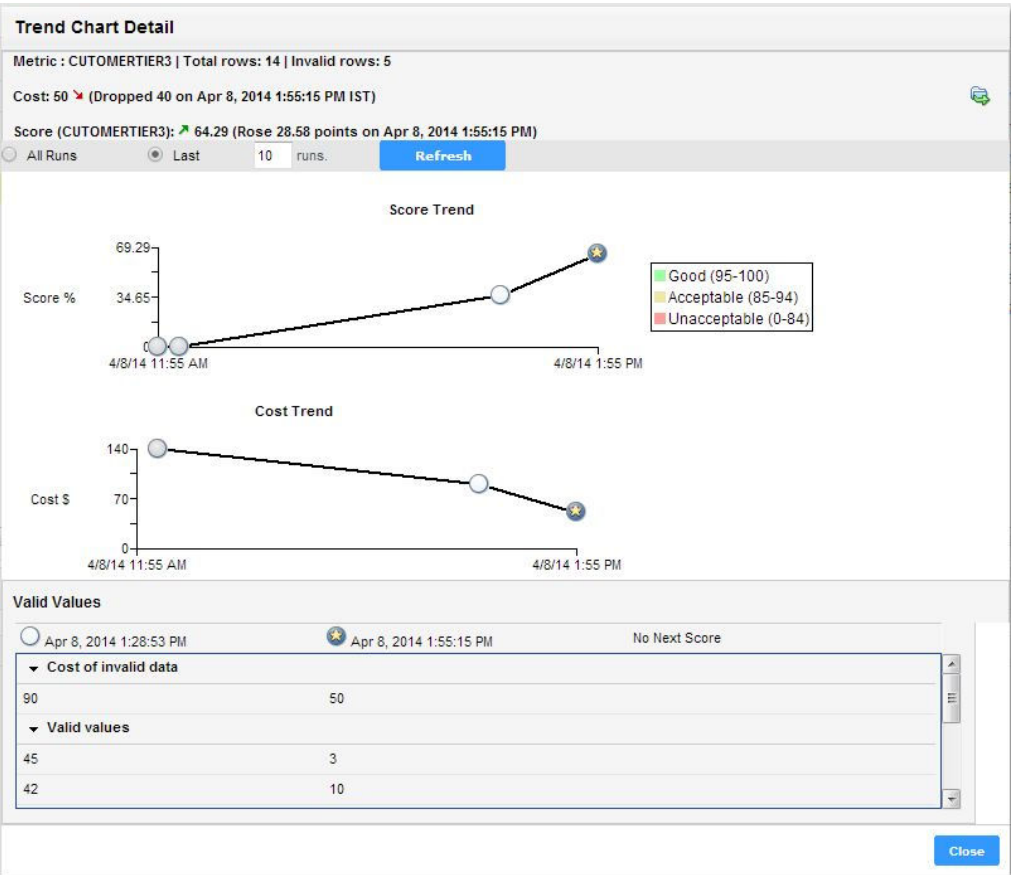 Trend Chart Detail
Metric : CUTOMERTIER3 | Total rows: 14 | Invalid rows: 5
Cost: 50 (Dropped 40 on Apr 8, 2014 1:55:15 PM IST)
Score (CUTOMERTIER3): 64.29 (Rose 28.58 points on Apr 8, 2014 1:55:15 PM)
All Runs Last 10 runs. Refresh
Score Trend
69.29
Score % 34.65
0
4/8/14 11:55 AM 4/8/14 1:55 PM
Good (95-100)
Acceptable (85-94)
Unacceptable (0-84)
Cost Trend
140
Cost $ 70
0
4/8/14 11:55 AM 4/8/14 1:55 PM
Valid Values
Apr 8, 2014 1:28:53 PM Apr 8, 2014 1:55:15 PM No Next Score
Cost of invalid data
90 50
Valid values
45 3
42 10
Close